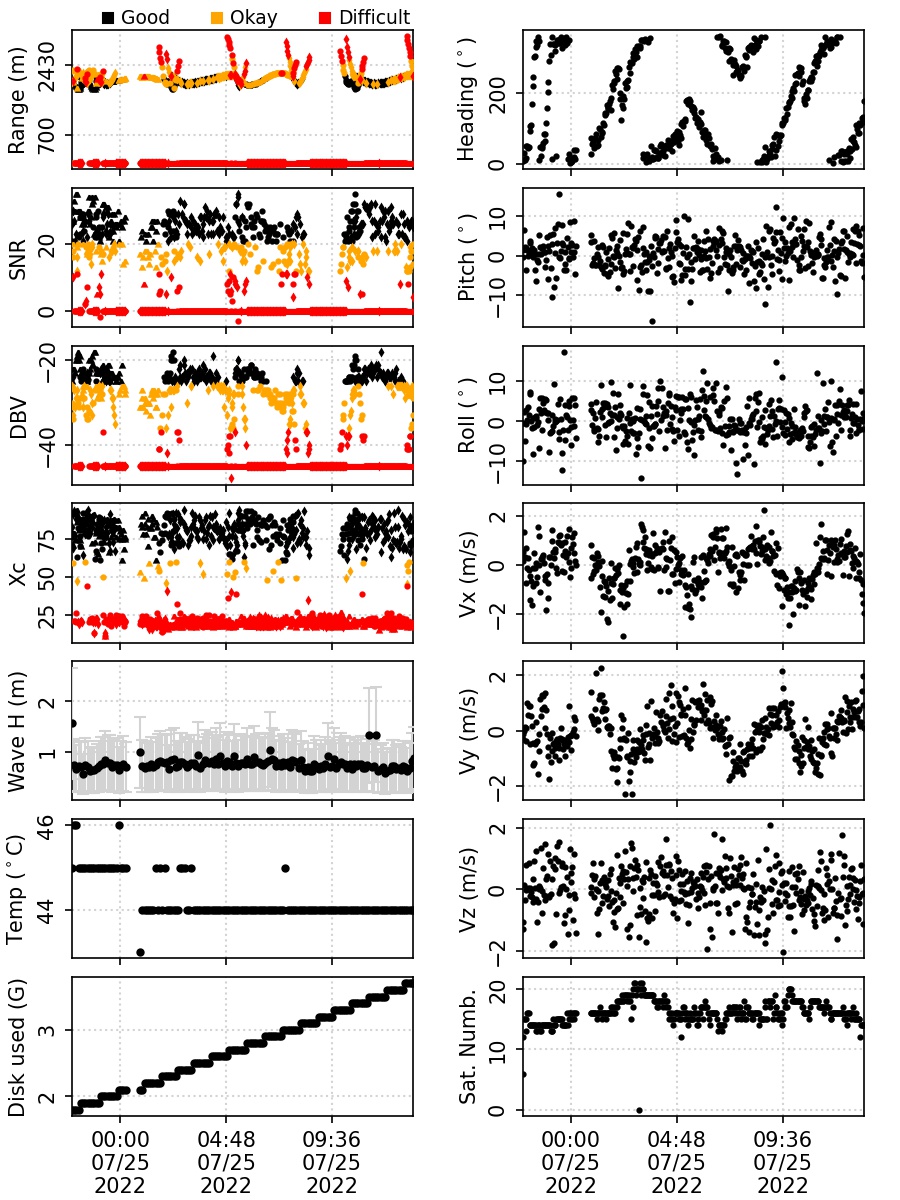 Good Okay Difficult
Range (m)
2430
700
Heading (°)
200
0
SNR
20
0
Pitch (°)
10
0
−10
DBV
−20
−40
Roll (°)
10
0
−10
Xc
75
50
25
Vx (m/s)
2
0
−2
Wave H (m)
2
1
Vy (m/s)
2
0
−2
Temp (°C)
46
44
Vz (m/s)
2
0
−2
Disk used (G)
3
2
Sat. Numb.
20
10
0
00:00 04:48 09:36
07/25 07/25 07/25
2022 2022 2022
00:00 04:48 09:36
07/25 07/25 07/25
2022 2022 2022